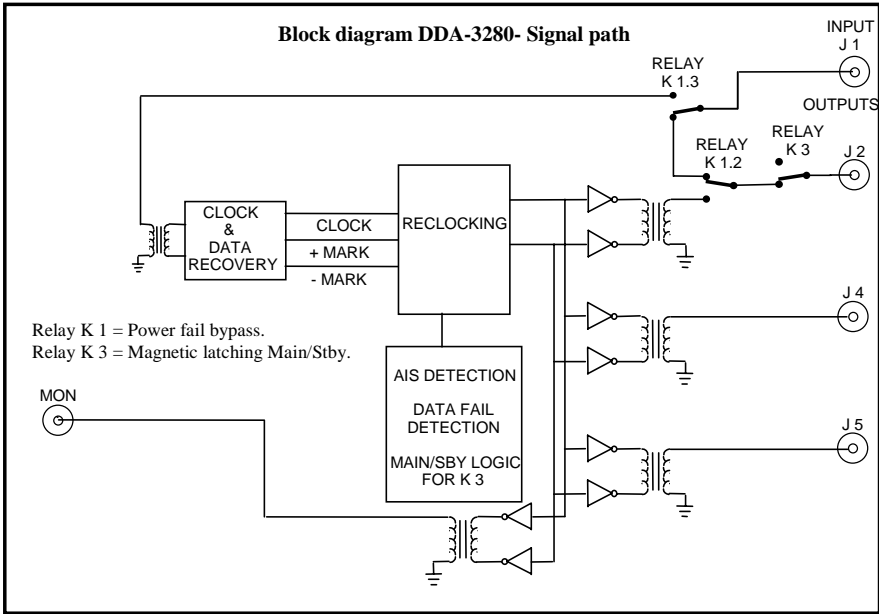 Block diagram DDA-3280- Signal path
INPUT
J 1
RELAY
K 1.3
OUTPUTS
RELAY
K 1.2
RELAY
K 3
J 2
CLOCK
&
DATA
RECOVERY
CLOCK
+ MARK
- MARK
RECLOCKING
J 4
Relay K 1 = Power fail bypass.
Relay K 3 = Magnetic latching Main/Stby.
AIS DETECTION
DATA FAIL
DETECTION
MAIN/SBY LOGIC
FOR K 3
MON
J 5